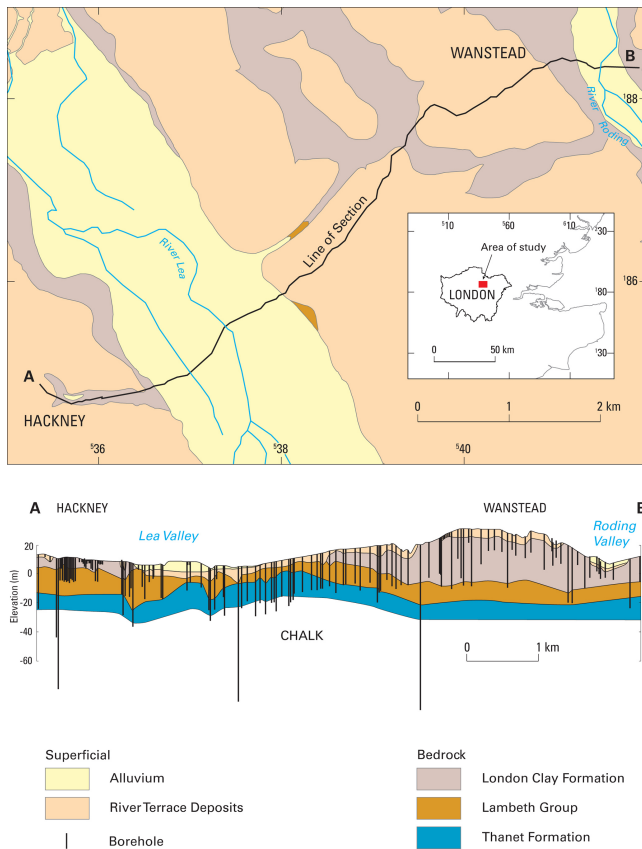 WANSTEAD
B
¹88
River
Roding
River Lea
Line of Section
⁵10
⁶60
⁶10
²30
Area of study
¹86
LONDON
¹80
0
50 km
¹30
A
HACKNEY
0
1
2 km
⁵36
⁵38
⁵40
A
HACKNEY
WANSTEAD
B
Lea Valley
Roding
Valley
Elevation (m)
20
0
-20
-40
-60
CHALK
0
1 km
Superficial
Alluvium
River Terrace Deposits
Borehole
Bedrock
London Clay Formation
Lambeth Group
Thanet Formation